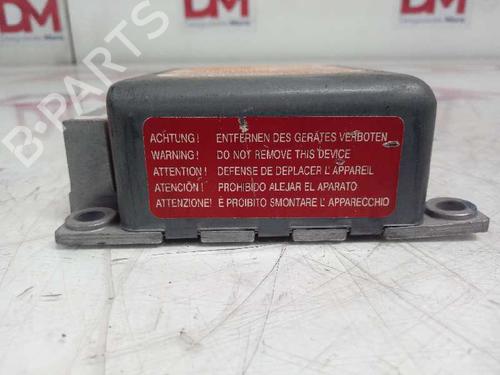 DM
DM
B-PARTS
ACHTUNG! ENTFERNEN DES GERÄTES VERBOTEN
WARNING! DO NOT REMOVE THIS DEVICE
ATTENTION! DEFENSE DE DEPLACER L'APPAREIL
ATENCIÓN! PROHIBIDO ALEJAR EL APARATO
ATTENZIONE! È PROIBITO SMONTARE L'APPARECCHIO